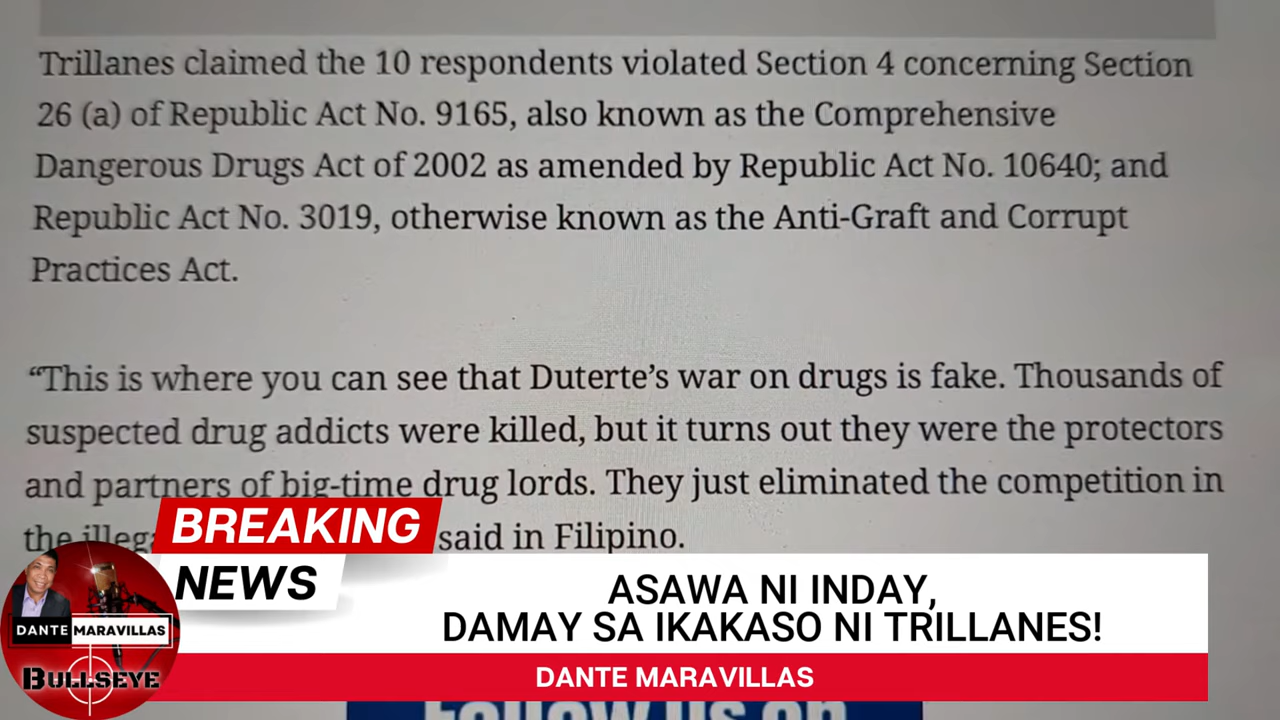 Trillanes claimed the 10 respondents violated Section 4 concerning Section
26 (a) of Republic Act No. 9165, also known as the Comprehensive
Dangerous Drugs Act of 2002 as amended by Republic Act No. 10640; and
Republic Act No. 3019, otherwise known as the Anti-Graft and Corrupt
Practices Act.
“This is where you can see that Duterte’s war on drugs is fake. Thousands of
suspected drug addicts were killed, but it turns out they were the protectors
and partners of big-time drug lords. They just eliminated the competition in
the said in Filipino.
BREAKING
NEWS
ASAWA NI INDAY,
DAMAY SA IKAKASO NI TRILLANES!
DANTE MARAVILLAS
DANTE MARAVILLAS
BULLSEYE
Follow us on